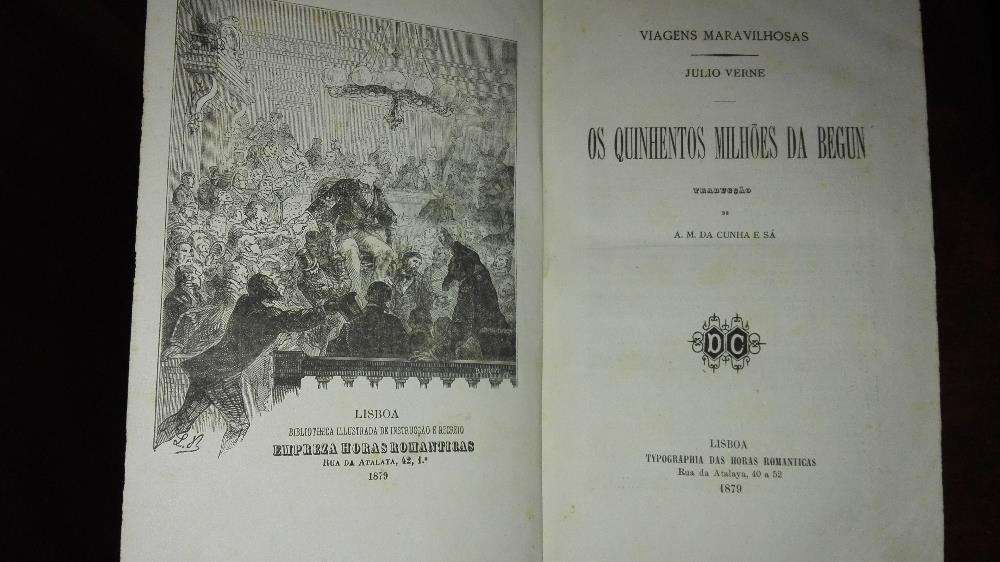 LISBOA
BIBLIOTHECA ILLUSTRADA DE INSTRUCÇÃO E RECREIO
EMPREZA HORAS ROMANTICAS
RUA DA ATALAYA, 42, 1.º
1879
VIAGENS MARAVILHOSAS
JULIO VERNE
OS QUINHENTOS MILHÕES DA BEGUN
TRADUCÇÃO
DE
A. M. DA CUNHA E SÁ
DC
LISBOA
TYPOGRAPHIA DAS HORAS ROMANTICAS
Rua da Atalaya, 40 a 52
1879